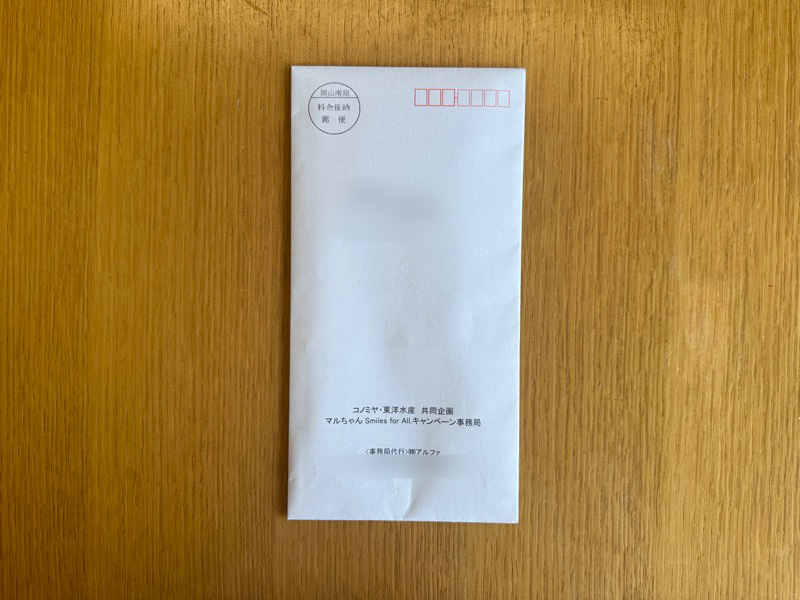 岡山南局
料金後納
郵 便
コノミヤ・東洋水産 共同企画
マルちゃん Smiles for All.キャンペーン事務局
<事務局代行>㈱アルファ